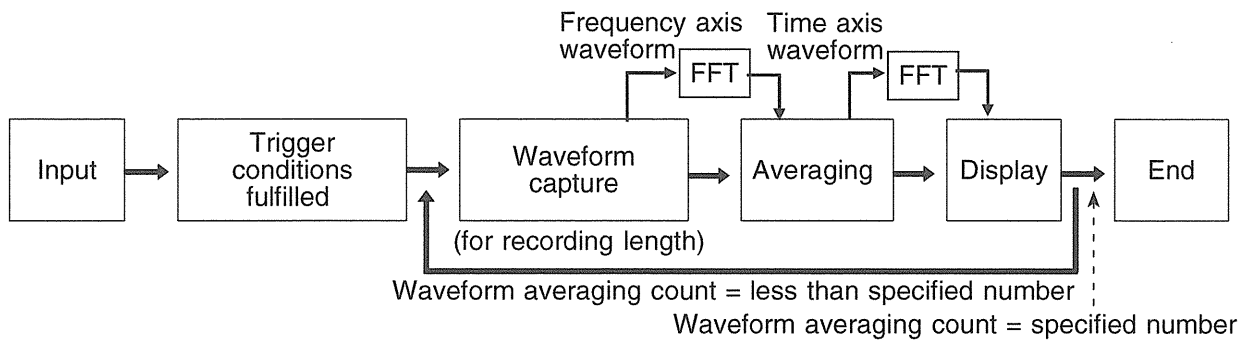 Frequency axis
waveform
FFT
Time axis
waveform
FFT
Input
Trigger
conditions
fulfilled
Waveform
capture
Averaging
Display
End
(for recording length)
Waveform averaging count = less than specified number
Waveform averaging count = specified number